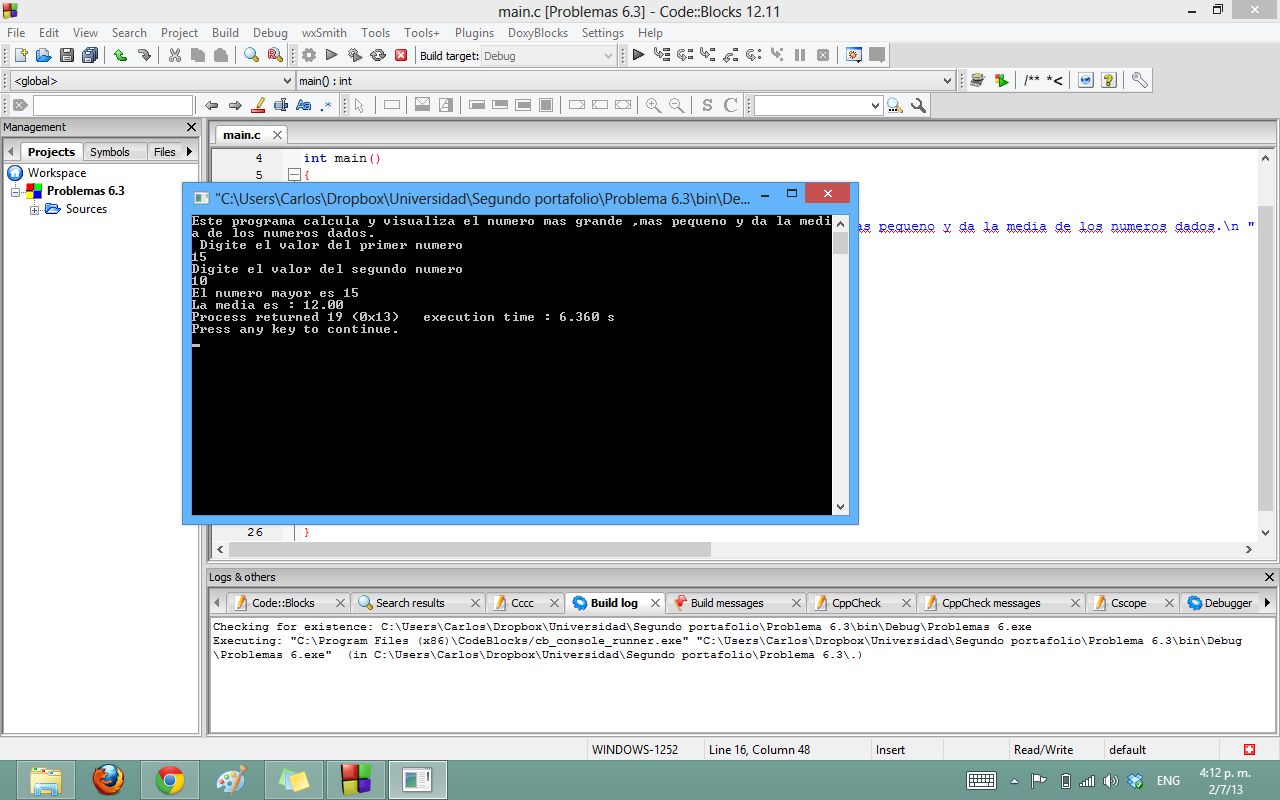 main.c [Problemas 6.3] - Code::Blocks 12.11
File Edit View Search Project Build Debug wxSmith Tools Tools+ Plugins DoxyBlocks Settings Help
Build target: Debug
<global> main() : int
/** *<
S C
Management
Projects Symbols Files
Workspace
Problemas 6.3
Sources
main.c
4 int main()
5 {
"C:\Users\Carlos\Dropbox\Universidad\Segundo portafolio\Problema 6.3\bin\De...
Este programa calcula y visualiza el numero mas grande ,mas pequeno y da la medi
a de los numeros dados.
Digite el valor del primer numero
15
Digite el valor del segundo numero
10
El numero mayor es 15
La media es : 12.00
Process returned 19 (0x13) execution time : 6.360 s
Press any key to continue.
as pequeno y da la media de los numeros dados.\n "
26 }
Logs & others
Code::Blocks Search results Cccc Build log Build messages CppCheck CppCheck messages Cscope Debugger
Checking for existence: C:\Users\Carlos\Dropbox\Universidad\Segundo portafolio\Problema 6.3\bin\Debug\Problemas 6.exe
Executing: "C:\Program Files (x86)\CodeBlocks/cb_console_runner.exe" "C:\Users\Carlos\Dropbox\Universidad\Segundo portafolio\Problema 6.3\bin\Debug
\Problemas 6.exe" (in C:\Users\Carlos\Dropbox\Universidad\Segundo portafolio\Problema 6.3\.)
WINDOWS-1252 Line 16, Column 48 Insert Read/Write default
ENG
4:12 p. m.
2/7/13